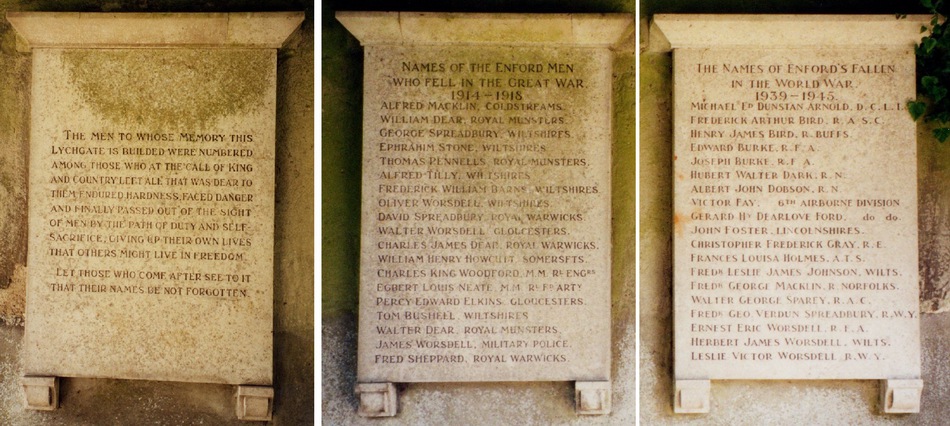 THE MEN TO WHOSE MEMORY THIS
LYCHGATE IS BUILDED WERE NUMBERED
AMONG THOSE WHO AT THE CALL OF KING
AND COUNTRY LEFT ALL THAT WAS DEAR TO
THEM ENDURED HARDNESS, FACED DANGER
AND FINALLY PASSED OUT OF THE SIGHT
OF MEN BY THE PATH OF DUTY AND SELF-
SACRIFICE, GIVING UP THEIR OWN LIVES
THAT OTHERS MIGHT LIVE IN FREEDOM.
LET THOSE WHO COME AFTER SEE TO IT
THAT THEIR NAMES BE NOT FORGOTTEN.
NAMES OF THE ENFORD MEN
WHO FELL IN THE GREAT WAR.
1914-1918
ALFRED MACKLIN, COLDSTREAMS.
WILLIAM DEAR, ROYAL MUNSTERS.
GEORGE SPREADBURY, WILTSHIRES.
EPHRAIM STONE, WILTSHIRES
THOMAS PENNELLS, ROYAL MUNSTERS.
ALFRED TILLY, WILTSHIRES
FREDERICK WILLIAM BARNS, WILTSHIRES.
OLIVER WORSDELL, WILTSHIRES.
DAVID SPREADBURY, ROYAL WARWICKS.
WALTER WORSDELL, GLOUCESTERS.
CHARLES JAMES DEAR, ROYAL WARWICKS.
WILLIAM HENRY HOWCUTT, SOMERSETS.
CHARLES KING WOODFORD, M.M. RL ENGRS
EGBERT LOUIS NEATE, M.M. RL FD ARTY
PERCY EDWARD ELKINS, GLOUCESTERS.
TOM BUSHELL, WILTSHIRES
WALTER DEAR, ROYAL MUNSTERS.
JAMES WORSDELL, MILITARY POLICE.
FRED SHEPPARD, ROYAL WARWICKS.
THE NAMES OF ENFORD'S FALLEN
IN THE WORLD WAR.
1939-1945.
MICHAEL ED DUNSTAN ARNOLD, D.C.L.I.
FREDERICK ARTHUR BIRD, R.A.S.C.
HENRY JAMES BIRD, R. BUFFS.
EDWARD BURKE, R.F.A.
JOSEPH BURKE, R.F.A.
HUBERT WALTER DARK, R.N.
ALBERT JOHN DOBSON, R.N.
VICTOR FAY, 6TH AIRBORNE DIVISION
GERARD HY DEARLOVE FORD, do do.
JOHN FOSTER, LINCOLNSHIRES.
CHRISTOPHER FREDERICK GRAY, R.E.
FRANCES LOUISA HOLMES, A.T.S.
FREDK LESLIE JAMES JOHNSON, WILTS.
FREDK GEORGE MACKLIN, R. NORFOLKS.
WALTER GEORGE SPAREY, R.A.C.
FREDK GEO VERDUN SPREADBURY, R.W.Y.
ERNEST ERIC WORSDELL, R.F.A.
HERBERT JAMES WORSDELL, WILTS.
LESLIE VICTOR WORSDELL, R.W.Y.